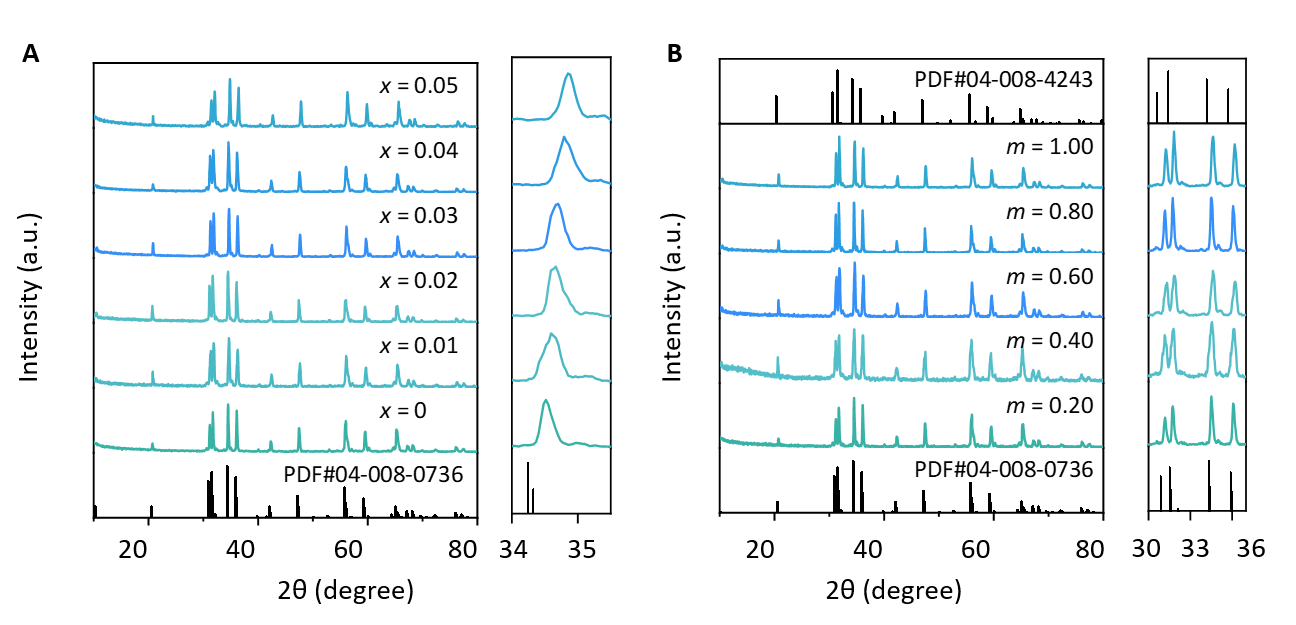 A
x = 0.05
x = 0.04
x = 0.03
x = 0.02
x = 0.01
x = 0
PDF#04-008-0736
Intensity (a.u.)
20 40 60 80
34 35
2θ (degree)
B
PDF#04-008-4243
m = 1.00
m = 0.80
m = 0.60
m = 0.40
m = 0.20
PDF#04-008-0736
Intensity (a.u.)
20 40 60 80
30 33 36
2θ (degree)